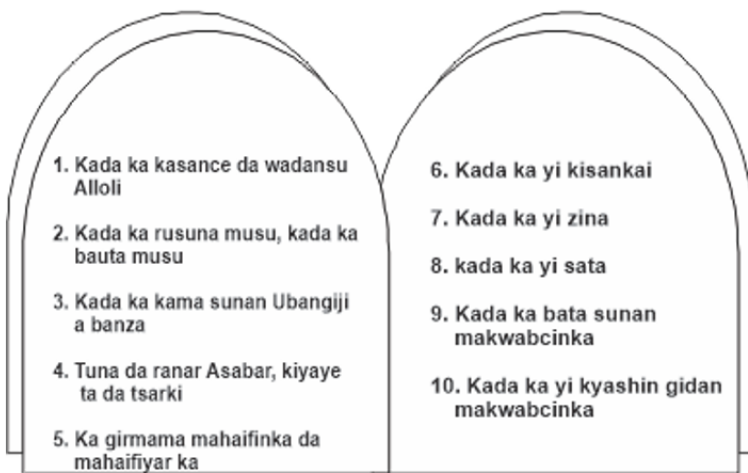 1. Kada ka kasance da wadansu
Alloli
2. Kada ka rusuna musu, kada ka
bauta musu
3. Kada ka kama sunan Ubangiji
a banza
4. Tuna da ranar Asabar, kiyaye
ta da tsarki
5. Ka girmama mahaifinka da
mahaifiyar ka
6. Kada ka yi kisankai
7. Kada ka yi zina
8. kada ka yi sata
9. Kada ka bata sunan
makwabcinka
10. Kada ka yi kyashin gidan
makwabcinka